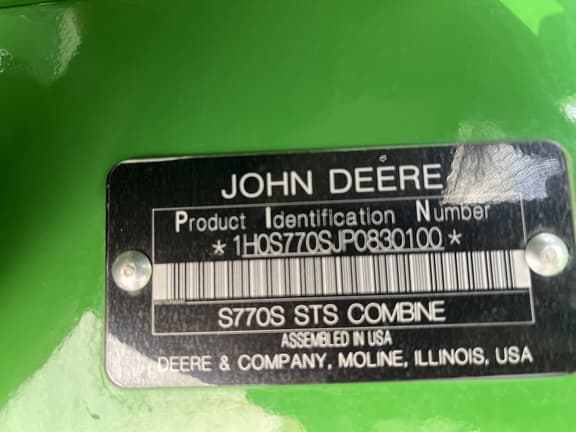 JOHN DEERE
Product Identification Number
*1H0S770SJP0830100*
S770S STS COMBINE
ASSEMBLED IN USA
DEERE & COMPANY, MOLINE, ILLINOIS, USA